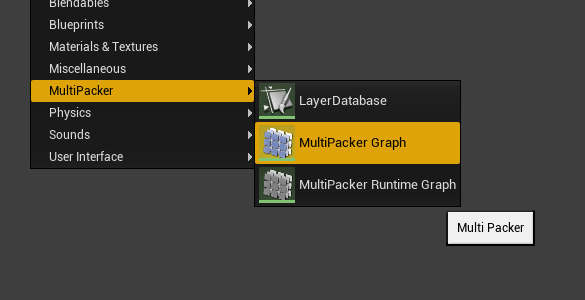 Blendables
Blueprints
Materials & Textures
Miscellaneous
MultiPacker
Physics
Sounds
User Interface
LayerDatabase
MultiPacker Graph
MultiPacker Runtime Graph
Multi Packer